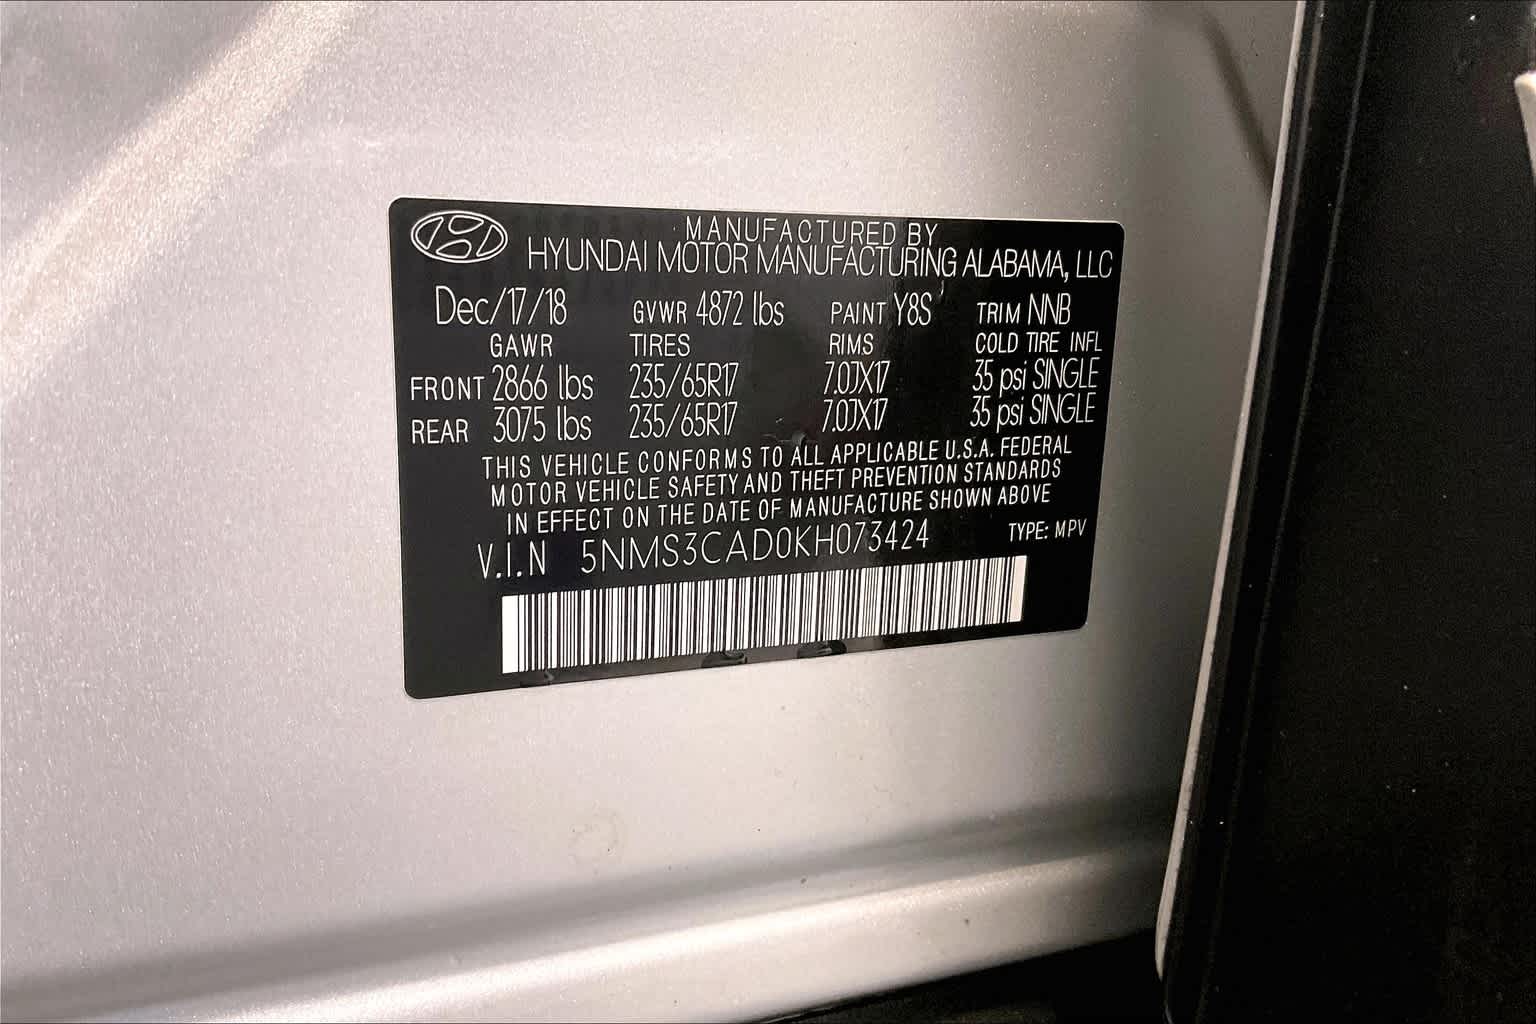 MANUFACTURED BY
HYUNDAI MOTOR MANUFACTURING ALABAMA, LLC
Dec/17/18 GVWR 4872 lbs PAINT Y8S TRIM NNB
GAWR TIRES RIMS COLD TIRE INFL
FRONT 2866 lbs 235/65R17 7.0JX17 35 psi SINGLE
REAR 3075 lbs 235/65R17 7.0JX17 35 psi SINGLE
THIS VEHICLE CONFORMS TO ALL APPLICABLE U.S.A. FEDERAL
MOTOR VEHICLE SAFETY AND THEFT PREVENTION STANDARDS
IN EFFECT ON THE DATE OF MANUFACTURE SHOWN ABOVE
V.I.N 5NMS3CAD0KH073424 TYPE: MPV